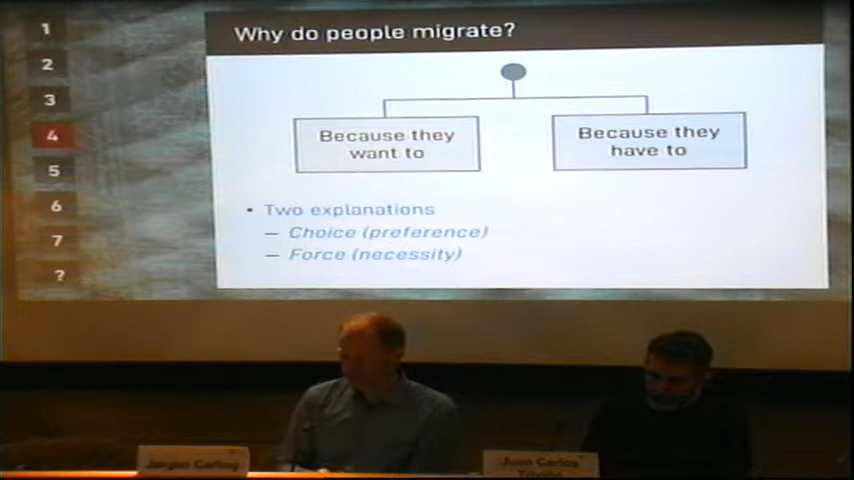 1
2
3
4
5
6
7
?
Why do people migrate?
Because they
want to
Because they
have to
• Two explanations
– Choice (preference)
– Force (necessity)
Jørgen Carling
Juan Carlos